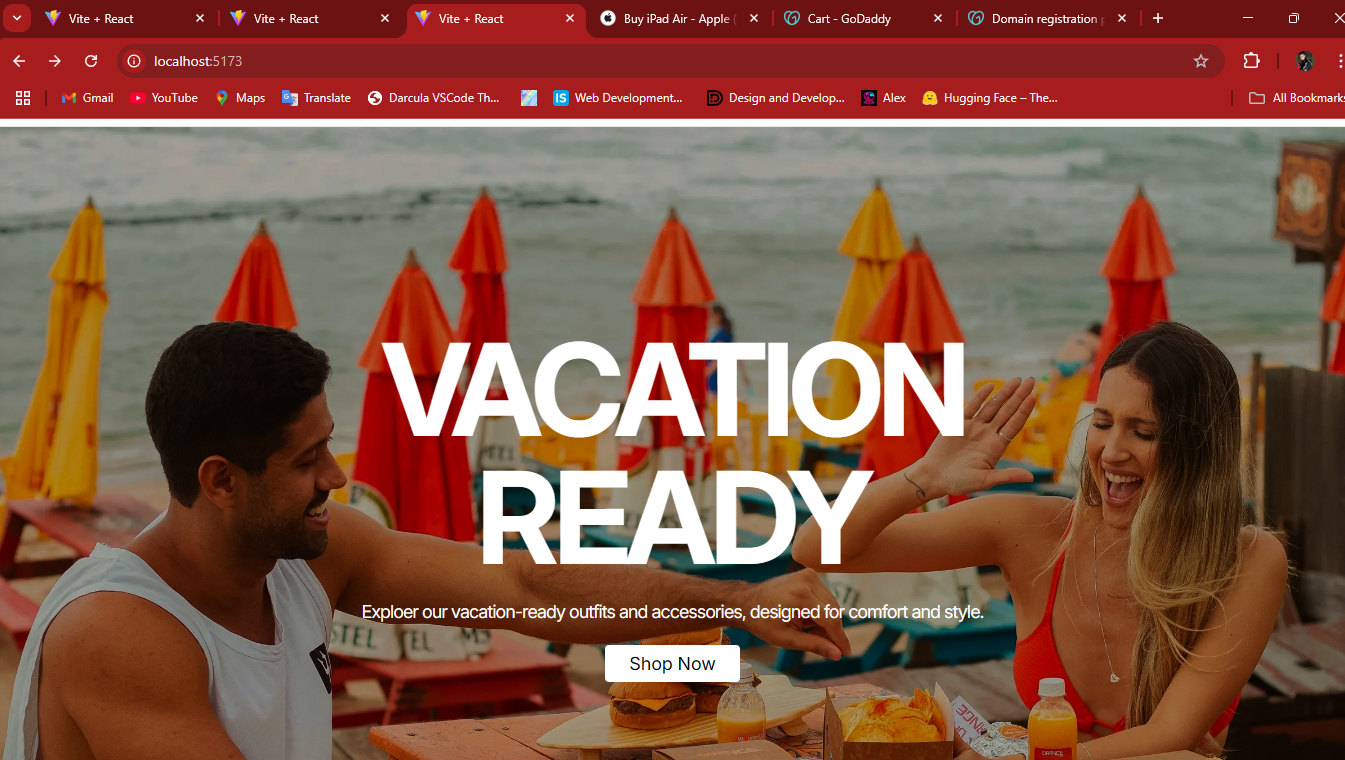 Vite + React
Vite + React
Vite + React
Buy iPad Air - Apple
Cart - GoDaddy
Domain registration
localhost:5173
Gmail
YouTube
Maps
Translate
Darcula VSCode Th...
IS
Web Development...
Design and Develop...
Alex
Hugging Face – The...
All Bookmarks
VACATION
READY
Exploer our vacation-ready outfits and accessories, designed for comfort and style.
Shop Now
ORANGE